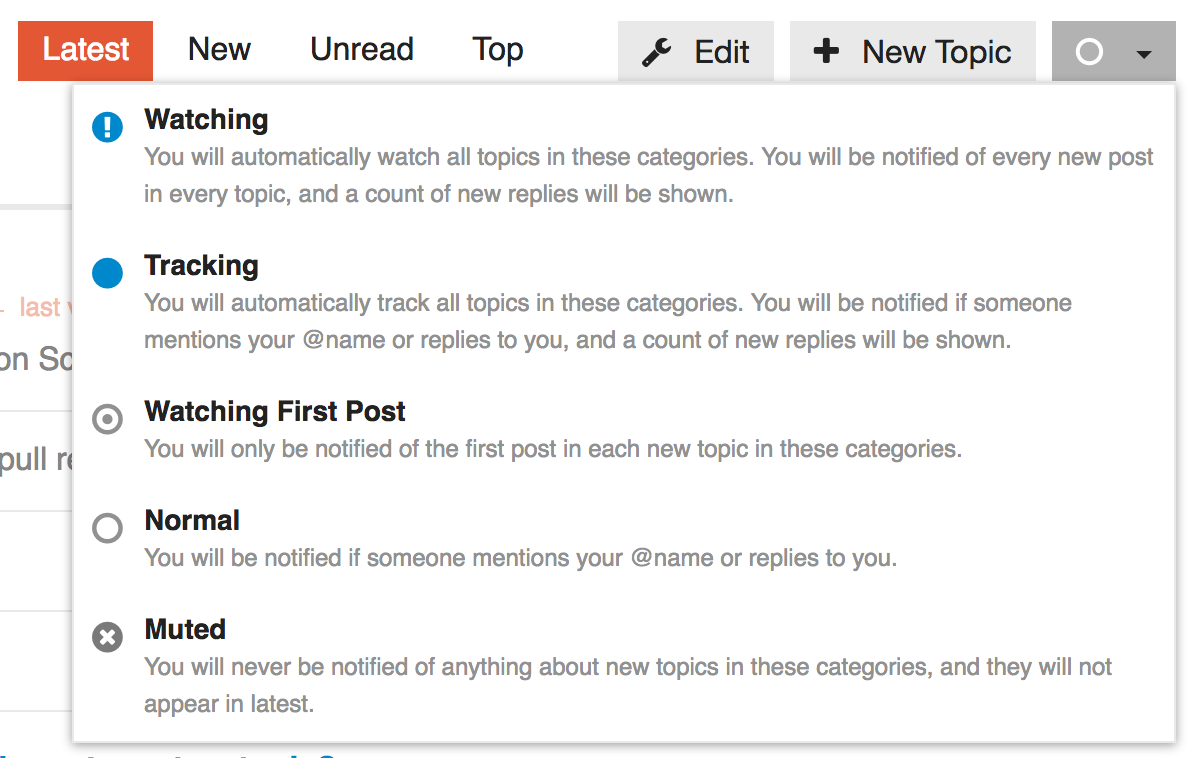 Latest New Unread Top Edit New Topic
Watching
You will automatically watch all topics in these categories. You will be notified of every new post
in every topic, and a count of new replies will be shown.
Tracking
You will automatically track all topics in these categories. You will be notified if someone
last
mentions your @name or replies to you, and a count of new replies will be shown.
on
Watching First Post
You will only be notified of the first post in each new topic in these categories.
pull
Normal
You will be notified if someone mentions your @name or replies to you.
Muted
You will never be notified of anything about new topics in these categories, and they will not
appear in latest.